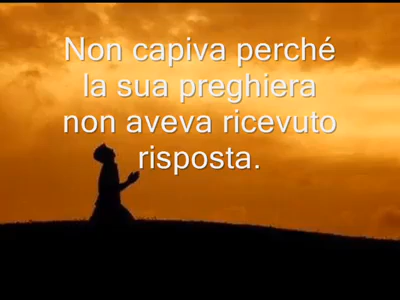 Non capiva perché
la sua preghiera
non aveva ricevuto
risposta.